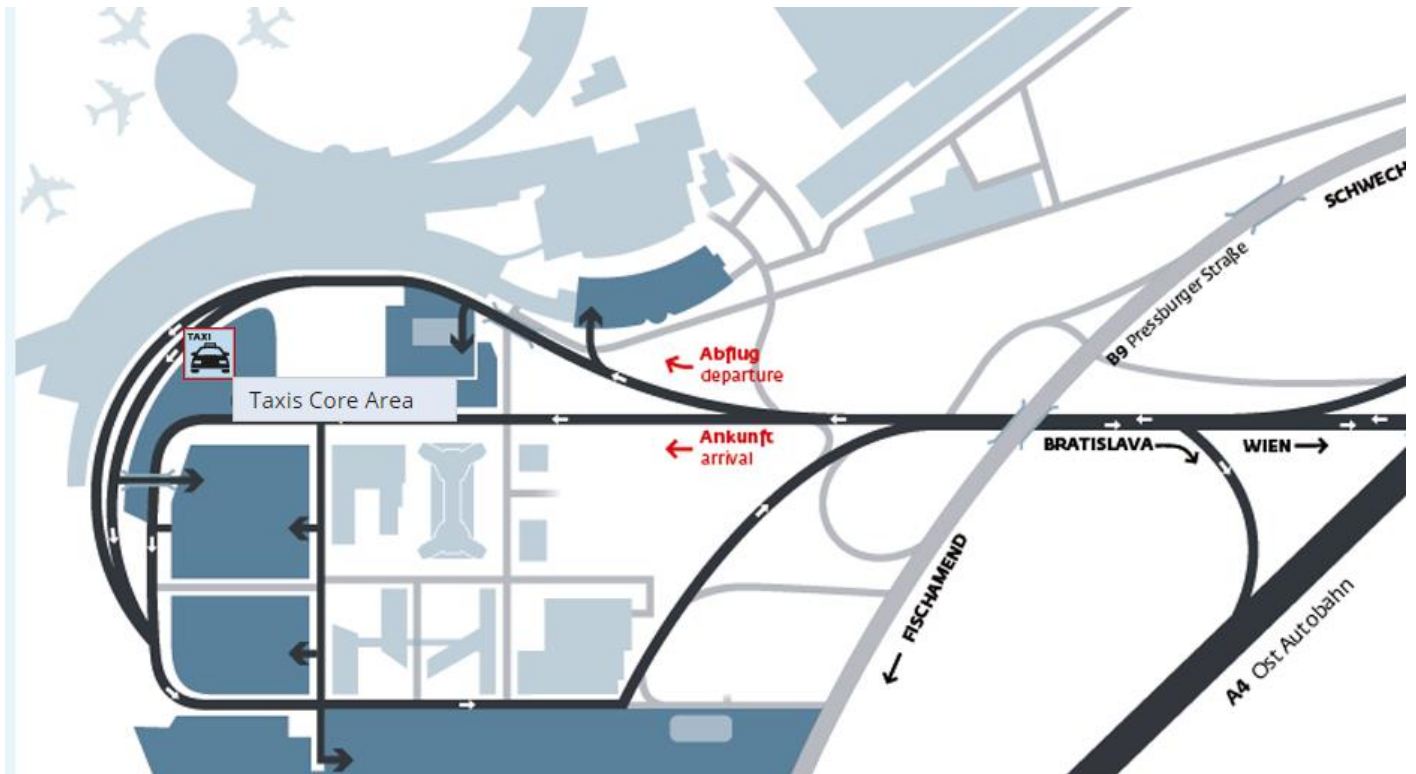 SCHWECH
B9 Pressburger Straße
TAXI
Abflug
departure
Taxis Core Area
Ankunft
arrival
BRATISLAVA
WIEN
FISCHAMEND
A4 Ost Autobahn